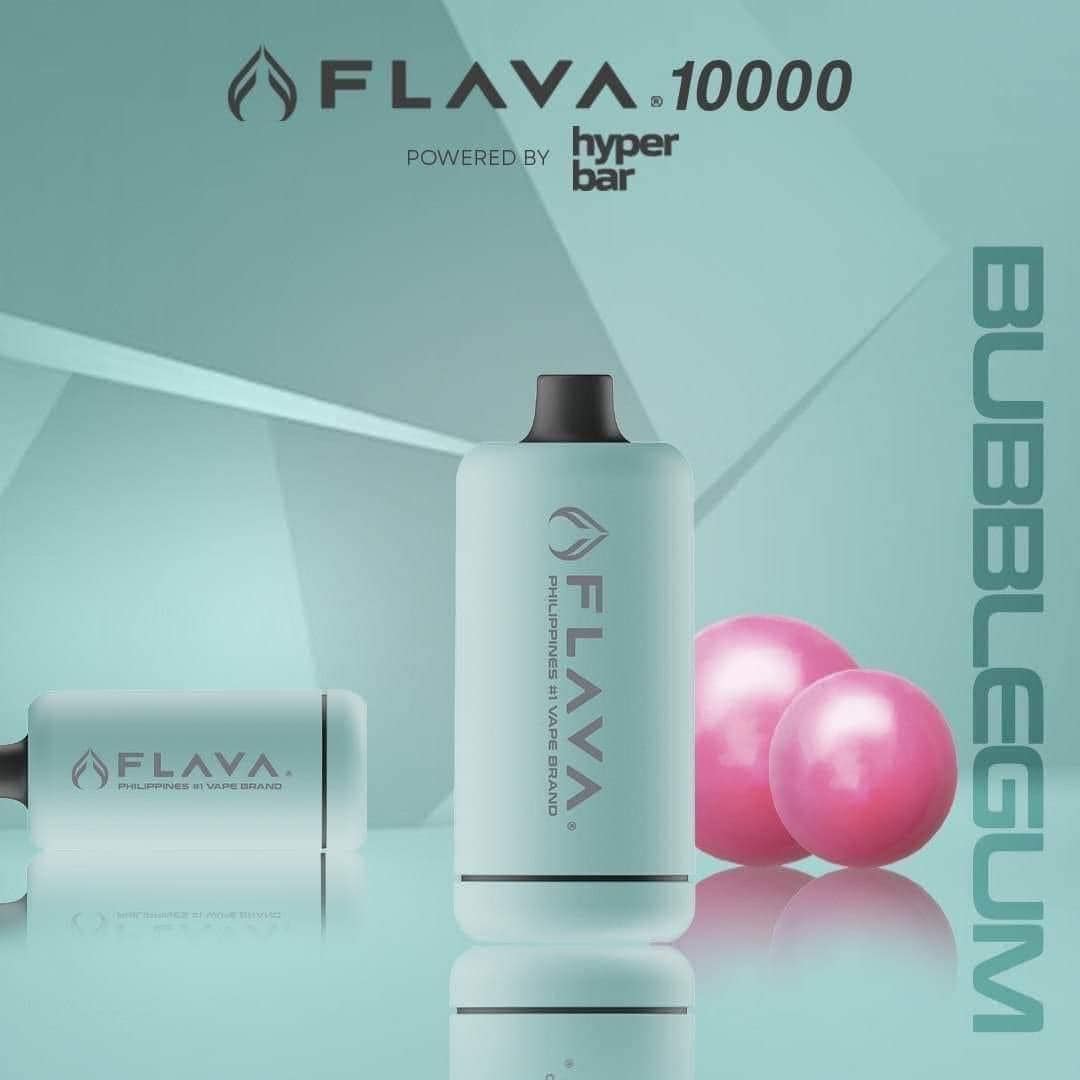 FLAVA® 10000
POWERED BY hyper bar
BUBBLEGUM
FLAVA®
PHILIPPINES #1 VAPE BRAND
FLAVA®
PHILIPPINES #1 VAPE BRAND